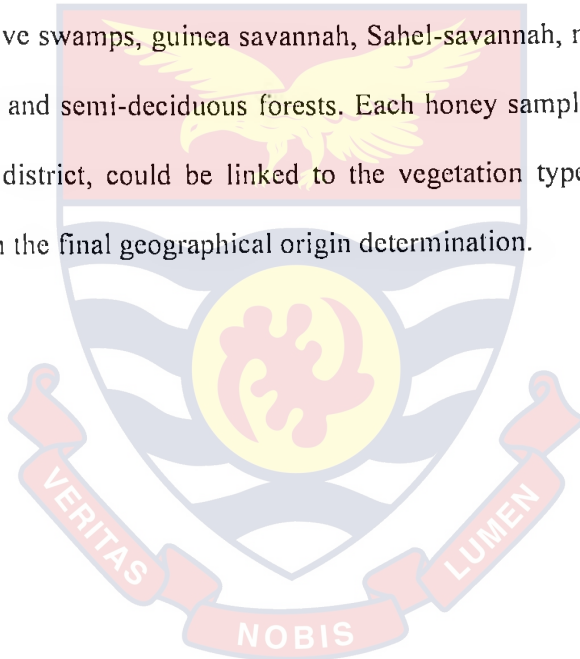 ve swamps, guinea savannah, Sahel-savannah,
and semi-deciduous forests. Each honey sampl
district, could be linked to the vegetation type
the final geographical origin determination.
VERITAS
NOBIS
LUMEN